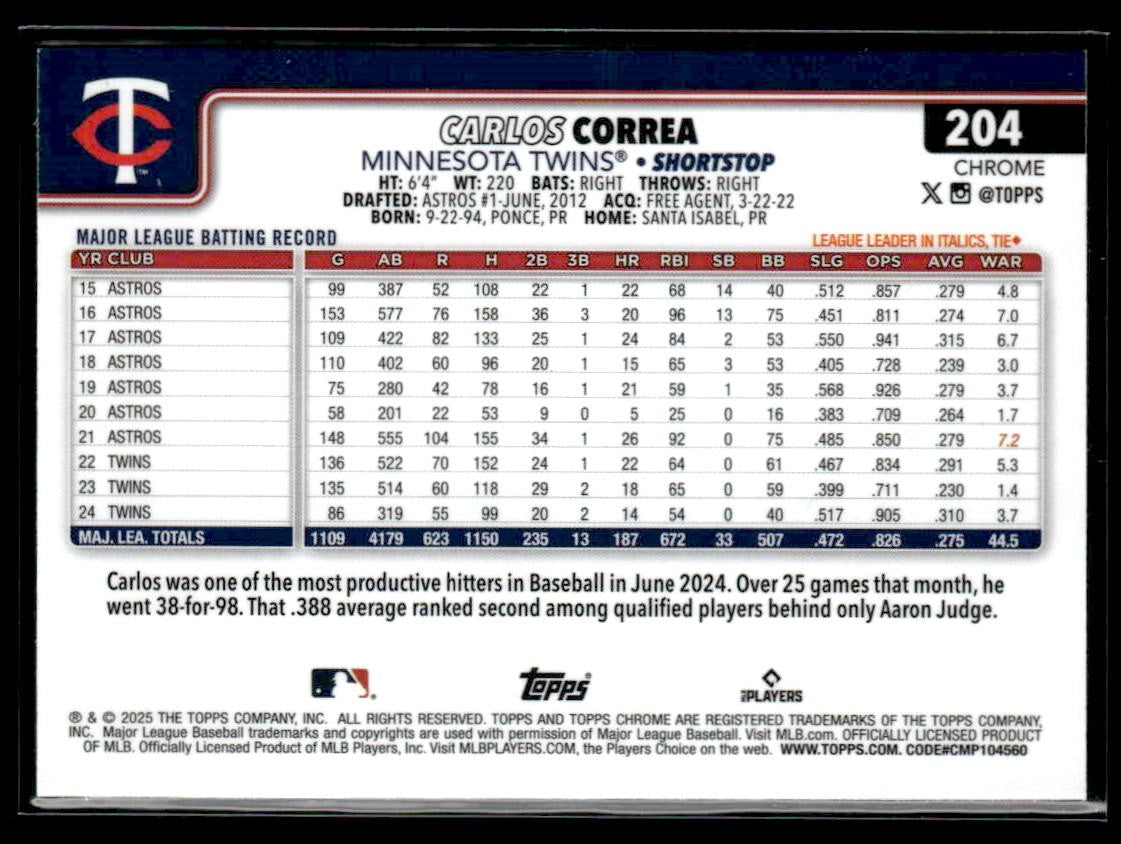 TC
™
CARLOS CORREA
204
MINNESOTA TWINS® • SHORTSTOP
CHROME
HT: 6'4" WT: 220 BATS: RIGHT THROWS: RIGHT
@TOPPS
DRAFTED: ASTROS #1-JUNE, 2012 ACQ: FREE AGENT, 3-22-22
BORN: 9-22-94, PONCE, PR HOME: SANTA ISABEL, PR
MAJOR LEAGUE BATTING RECORD
LEAGUE LEADER IN ITALICS, TIE◆
YR CLUB G AB R H 2B 3B HR RBI SB BB SLG OPS AVG WAR
15 ASTROS 99 387 52 108 22 1 22 68 14 40 .512 .857 .279 4.8
16 ASTROS 153 577 76 158 36 3 20 96 13 75 .451 .811 .274 7.0
17 ASTROS 109 422 82 133 25 1 24 84 2 53 .550 .941 .315 6.7
18 ASTROS 110 402 60 96 20 1 15 65 3 53 .405 .728 .239 3.0
19 ASTROS 75 280 42 78 16 1 21 59 1 35 .568 .926 .279 3.7
20 ASTROS 58 201 22 53 9 0 5 25 0 16 .383 .709 .264 1.7
21 ASTROS 148 555 104 155 34 1 26 92 0 75 .485 .850 .279 7.2
22 TWINS 136 522 70 152 24 1 22 64 0 61 .467 .834 .291 5.3
23 TWINS 135 514 60 118 29 2 18 65 0 59 .399 .711 .230 1.4
24 TWINS 86 319 55 99 20 2 14 54 0 40 .517 .905 .310 3.7
MAJ. LEA. TOTALS 1109 4179 623 1150 235 13 187 672 33 507 .472 .826 .275 44.5
Carlos was one of the most productive hitters in Baseball in June 2024. Over 25 games that month, he
went 38-for-98. That .388 average ranked second among qualified players behind only Aaron Judge.
Topps®
MLB PLAYERS
® & © 2025 THE TOPPS COMPANY, INC. ALL RIGHTS RESERVED. TOPPS AND TOPPS CHROME ARE REGISTERED TRADEMARKS OF THE TOPPS COMPANY,
INC. Major League Baseball trademarks and copyrights are used with permission of Major League Baseball. Visit MLB.com. OFFICIALLY LICENSED PRODUCT
OF MLB. Officially Licensed Product of MLB Players, Inc. Visit MLBPLAYERS.COM, the Players Choice on the web. WWW.TOPPS.COM. CODE#CMP104560